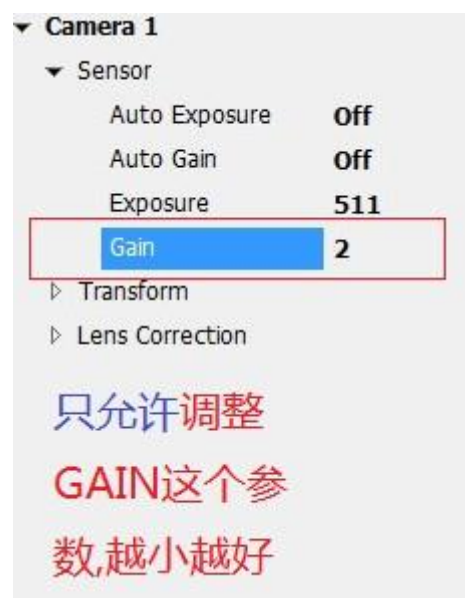 Camera 1
Sensor
Auto Exposure Off
Auto Gain Off
Exposure 511
Gain 2
Transform
Lens Correction
只允许调整
GAIN这个参
数,越小越好